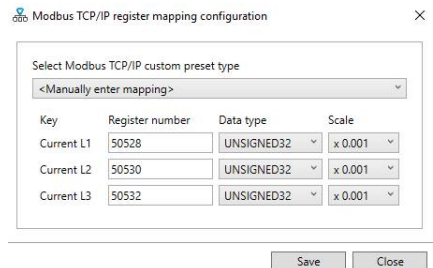 Modbus TCP/IP register mapping configuration
Select Modbus TCP/IP custom preset type
<Manually enter mapping>
Key Register number Data type Scale
Current L1 50528 UNSIGNED32 x 0.001
Current L2 50530 UNSIGNED32 x 0.001
Current L3 50532 UNSIGNED32 x 0.001
Save Close